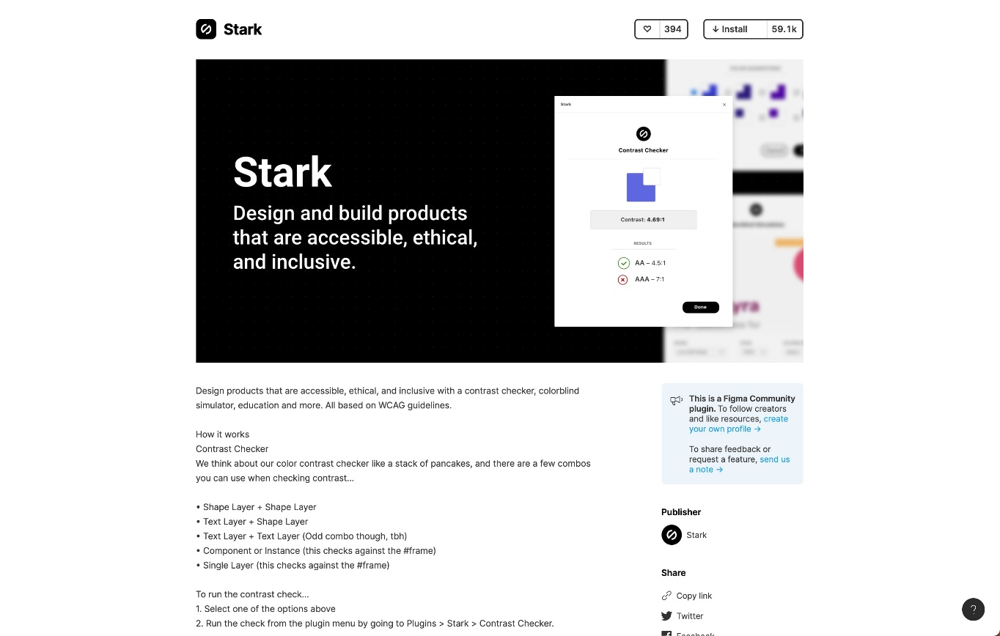 Stark
394
Install
59.1k
Stark
Design and build products
that are accessible, ethical,
and inclusive.
Stark
Contrast Checker
Contrast: 4.69:1
RESULTS
AA – 4.5:1
AAA – 7:1
Done
Design products that are accessible, ethical, and inclusive with a contrast checker, colorblind
simulator, education and more. All based on WCAG guidelines.
How it works
Contrast Checker
We think about our color contrast checker like a stack of pancakes, and there are a few combos
you can use when checking contrast...
• Shape Layer + Shape Layer
• Text Layer + Shape Layer
• Text Layer + Text Layer (Odd combo though, tbh)
• Component or Instance (this checks against the #frame)
• Single Layer (this checks against the #frame)
To run the contrast check...
1. Select one of the options above
2. Run the check from the plugin menu by going to Plugins > Stark > Contrast Checker.
This is a Figma Community
plugin. To follow creators
and like resources, create
your own profile →
To share feedback or
request a feature, send us
a note →
Publisher
Stark
Share
Copy link
Twitter
Facebook
?